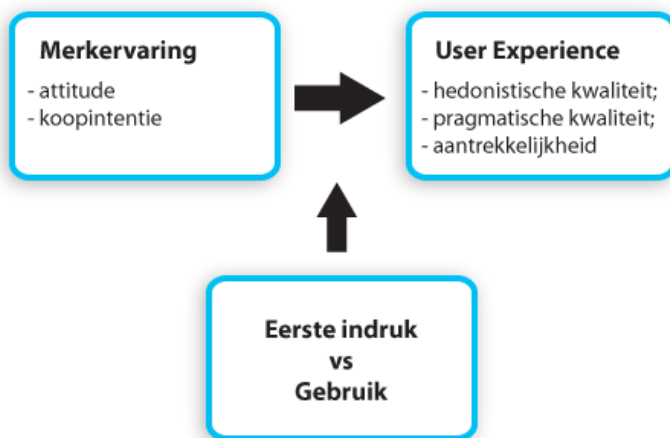 Merkervaring
- attitude
- koopintentie
User Experience
- hedonistische kwaliteit;
- pragmatische kwaliteit;
- aantrekkelijkheid
Eerste indruk
vs
Gebruik